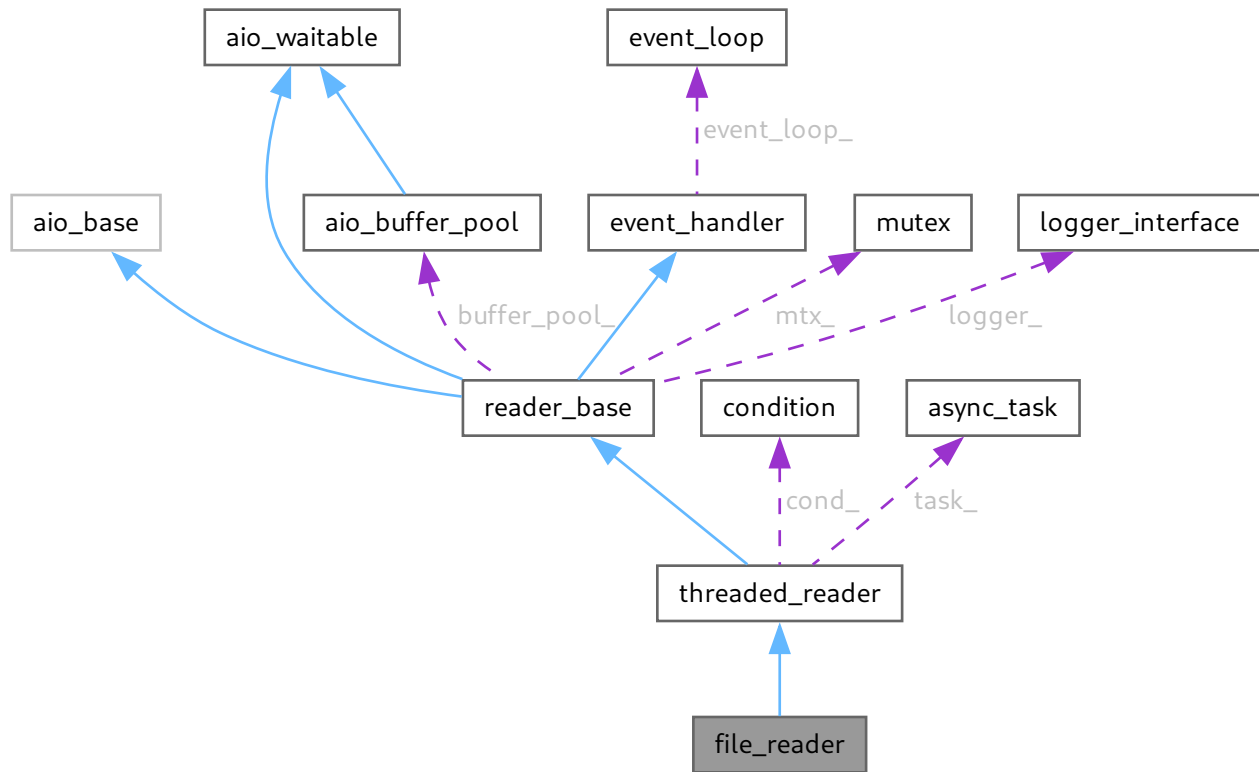 aio_waitable
event_loop
event_loop_
aio_base
aio_buffer_pool
event_handler
mutex
logger_interface
buffer_pool_
mtx_
logger_
reader_base
condition
async_task
cond_
task_
threaded_reader
file_reader